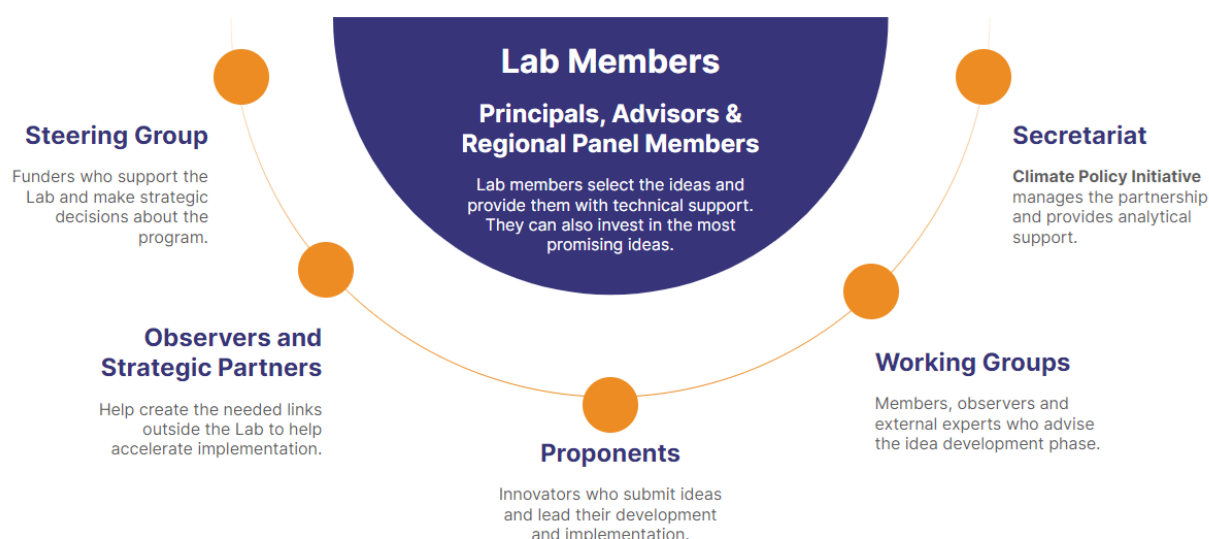 Lab Members
Principals, Advisors &
Regional Panel Members
Lab members select the ideas and
provide them with technical support.
They can also invest in the most
promising ideas.
Steering Group
Funders who support the
Lab and make strategic
decisions about the
program.
Observers and
Strategic Partners
Help create the needed links
outside the Lab to help
accelerate implementation.
Proponents
Innovators who submit ideas
and lead their development
and implementation.
Working Groups
Members, observers and
external experts who advise
the idea development phase.
Secretariat
Climate Policy Initiative
manages the partnership
and provides analytical
support.